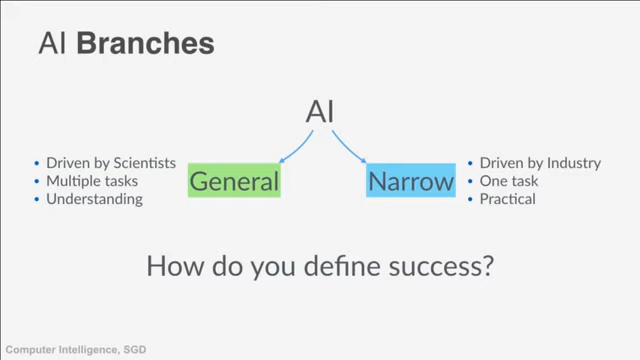 AI Branches
AI
• Driven by Scientists
• Multiple tasks
• Understanding
General
Narrow
• Driven by Industry
• One task
• Practical
How do you define success?
Computer Intelligence, SGD